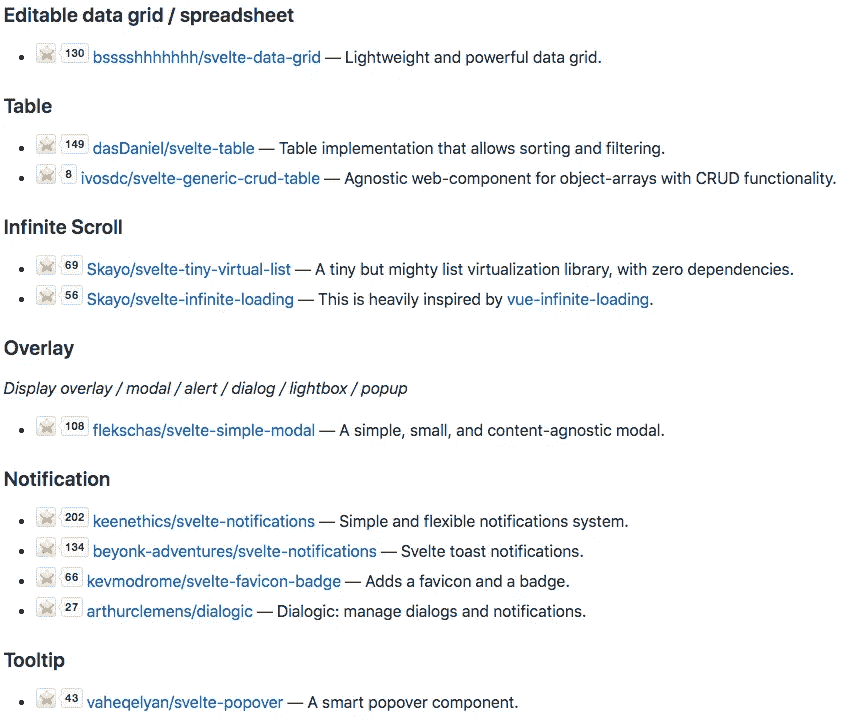 Editable data grid / spreadsheet
130 bsssshhhhhhh/svelte-data-grid — Lightweight and powerful data grid.
Table
149 dasDaniel/svelte-table — Table implementation that allows sorting and filtering.
8 ivosdc/svelte-generic-crud-table — Agnostic web-component for object-arrays with CRUD functionality.
Infinite Scroll
69 Skayo/svelte-tiny-virtual-list — A tiny but mighty list virtualization library, with zero dependencies.
56 Skayo/svelte-infinite-loading — This is heavily inspired by vue-infinite-loading.
Overlay
Display overlay / modal / alert / dialog / lightbox / popup
108 flekschas/svelte-simple-modal — A simple, small, and content-agnostic modal.
Notification
202 keenethics/svelte-notifications — Simple and flexible notifications system.
134 beyonk-adventures/svelte-notifications — Svelte toast notifications.
66 kevmodrome/svelte-favicon-badge — Adds a favicon and a badge.
27 arthurclemens/dialogic — Dialogic: manage dialogs and notifications.
Tooltip
43 vaheqelyan/svelte-popover — A smart popover component.